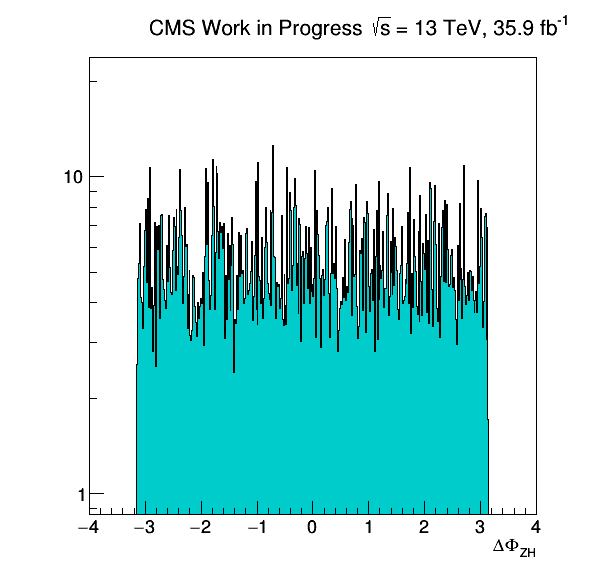 CMS Work in Progress √s = 13 TeV, 35.9 fb⁻¹
10
1
−4 −3 −2 −1 0 1 2 3 4
ΔΦ_ZH